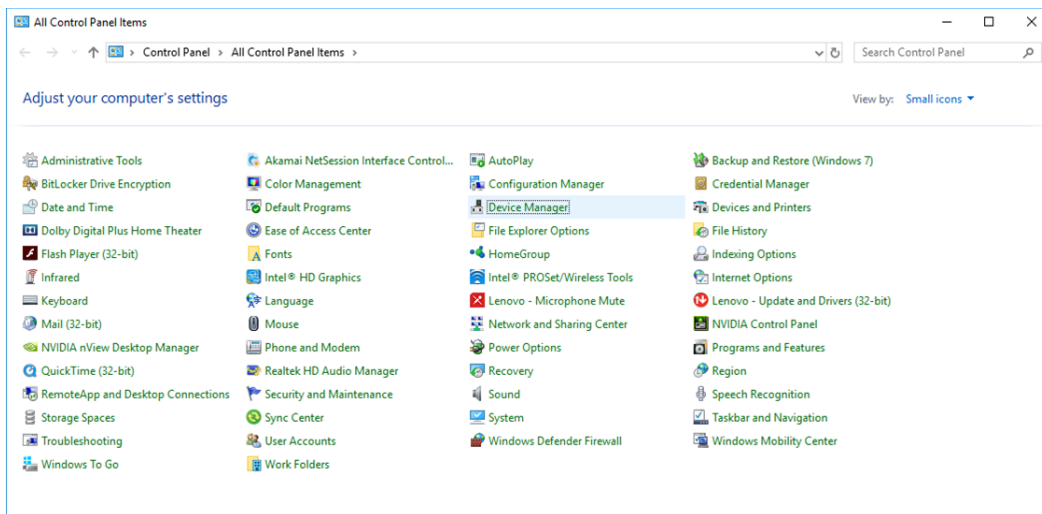 All Control Panel Items
Control Panel > All Control Panel Items >
Search Control Panel
Adjust your computer's settings
View by: Small icons
Administrative Tools Akamai NetSession Interface Control... AutoPlay Backup and Restore (Windows 7)
BitLocker Drive Encryption Color Management Configuration Manager Credential Manager
Date and Time Default Programs Device Manager Devices and Printers
Dolby Digital Plus Home Theater Ease of Access Center File Explorer Options File History
Flash Player (32-bit) Fonts HomeGroup Indexing Options
Infrared Intel® HD Graphics Intel® PROSet/Wireless Tools Internet Options
Keyboard Language Lenovo - Microphone Mute Lenovo - Update and Drivers (32-bit)
Mail (32-bit) Mouse Network and Sharing Center NVIDIA Control Panel
NVIDIA nView Desktop Manager Phone and Modem Power Options Programs and Features
QuickTime (32-bit) Realtek HD Audio Manager Recovery Region
RemoteApp and Desktop Connections Security and Maintenance Sound Speech Recognition
Storage Spaces Sync Center System Taskbar and Navigation
Troubleshooting User Accounts Windows Defender Firewall Windows Mobility Center
Windows To Go Work Folders